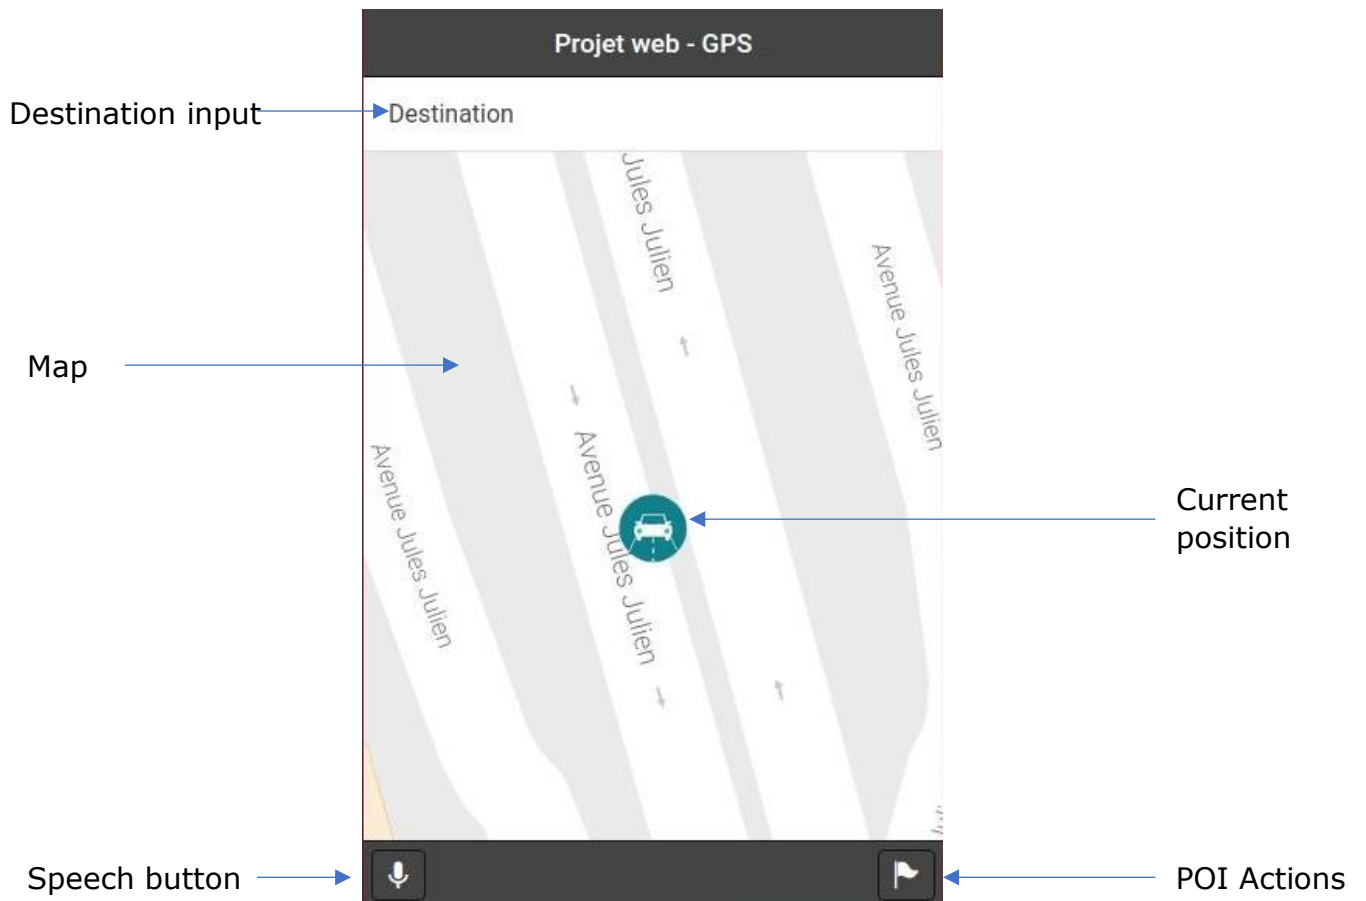 Projet web - GPS
Destination input
Destination
Jules Julien
Avenue Jules Julien
Map
Avenue Jules Julien
Avenue Jules Julien
Current
position
Speech button
POI Actions